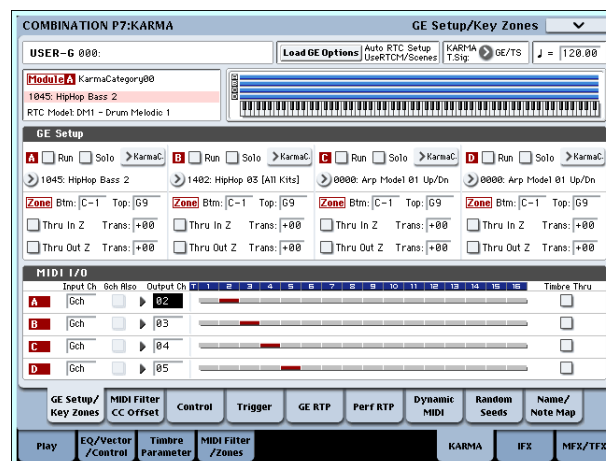 COMBINATION P7:KARMA GE Setup/Key Zones
USER-G 000: Load GE Options Auto RTC Setup UseRTCM/Scenes KARMA T.Sig: GE/TS ♩ = 120.00
Module A KarmaCategory00
1045: HipHop Bass 2
RTC Model: DM1 - Drum Melodic 1
GE Setup
A Run Solo >KarmaC. B Run Solo >KarmaC. C Run Solo >KarmaC. D Run Solo >KarmaC.
1045: HipHop Bass 2 1402: HipHop 03 [All Kits] 0000: Arp Model 01 Up/Dn 0000: Arp Model 01 Up/Dn
Zone Btm: C-1 Top: G9 Zone Btm: C-1 Top: G9 Zone Btm: C-1 Top: G9 Zone Btm: C-1 Top: G9
Thru In Z Trans: +00 Thru In Z Trans: +00 Thru In Z Trans: +00 Thru In Z Trans: +00
Thru Out Z Trans: +00 Thru Out Z Trans: +00 Thru Out Z Trans: +00 Thru Out Z Trans: +00
MIDI I/O
Input Ch Gch Also Output Ch T 1 2 3 4 5 6 7 8 9 10 11 12 13 14 15 16 Timbre Thru
A Gch 02
B Gch 03
C Gch 04
D Gch 05
GE Setup/ Key Zones MIDI Filter CC Offset Control Trigger GE RTP Perf RTP Dynamic MIDI Random Seeds Name/ Note Map
Play EQ/Vector /Control Timbre Parameter MIDI Filter /Zones KARMA IFX MFX/TFX